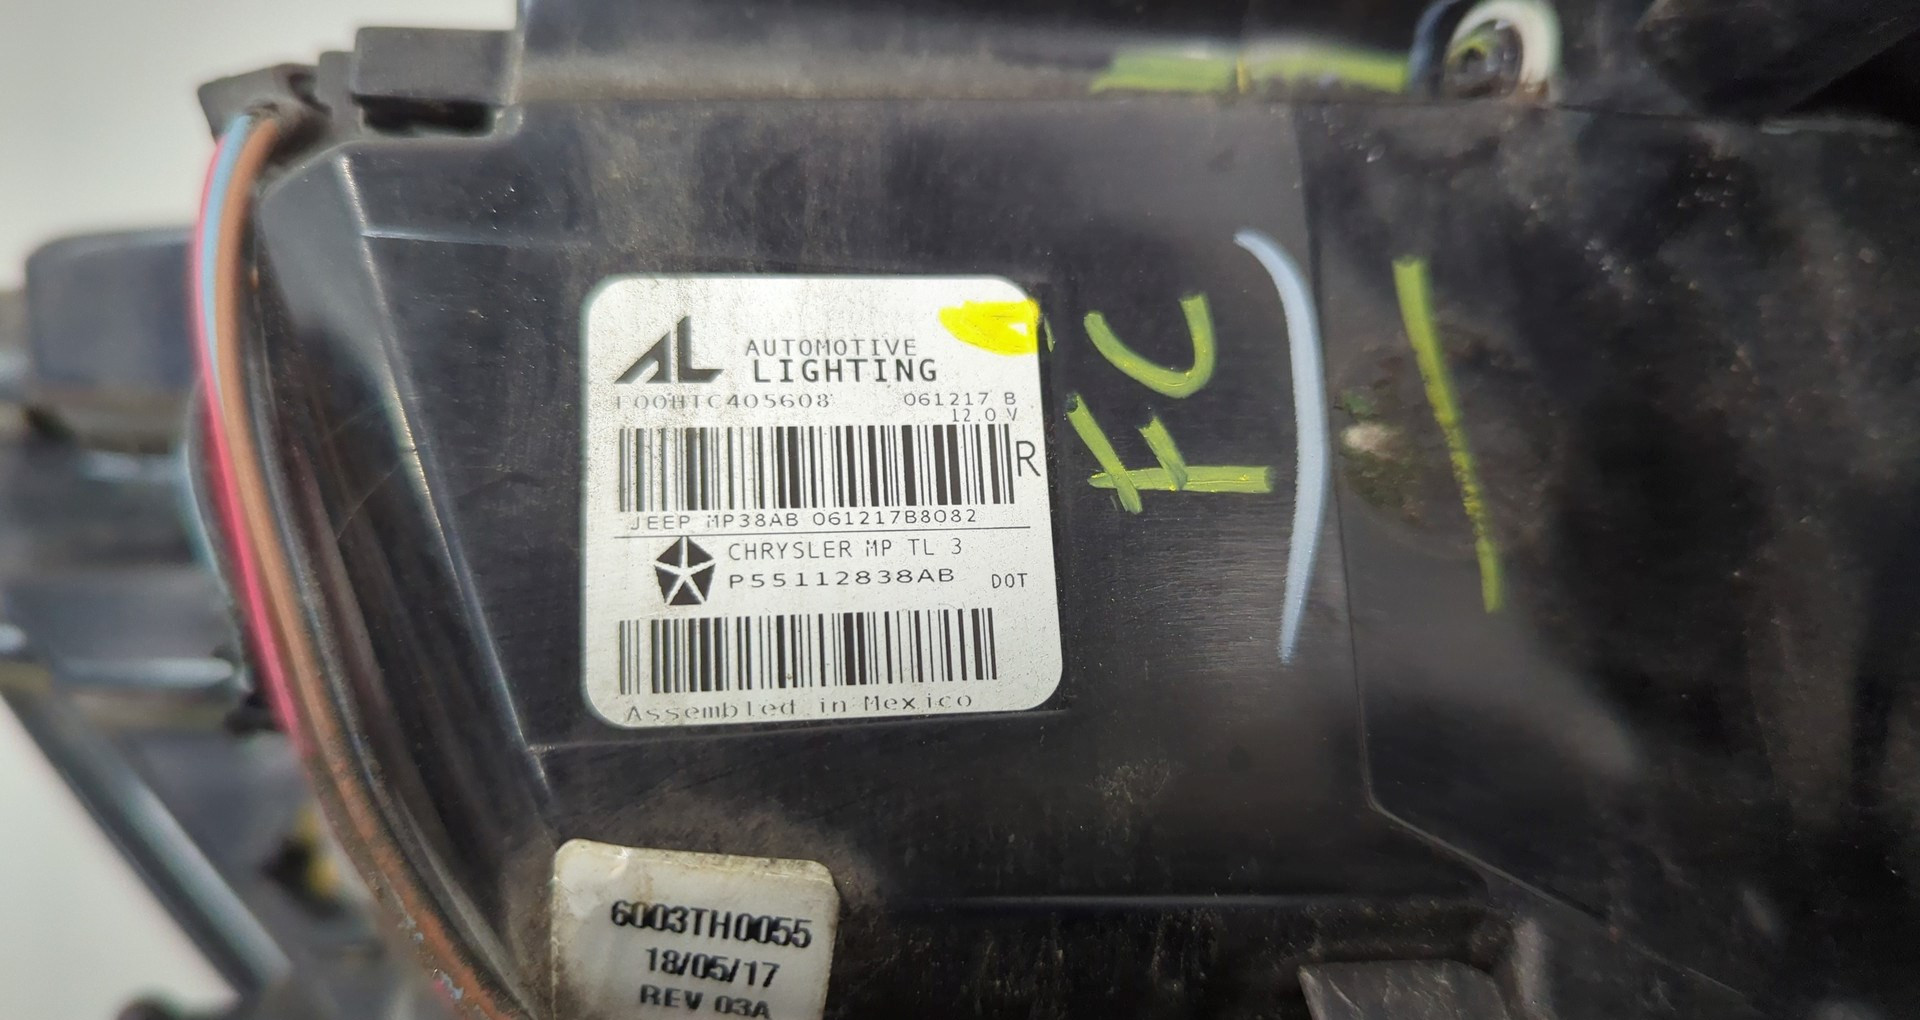 AL AUTOMOTIVE
LIGHTING
F00HTC405608 061217 B
12.0 V
R
JEEP MP38AB 061217B8082
CHRYSLER MP TL 3
P55112838AB DOT
Assembled in Mexico
6003TH0055
18/05/17
REV 03A